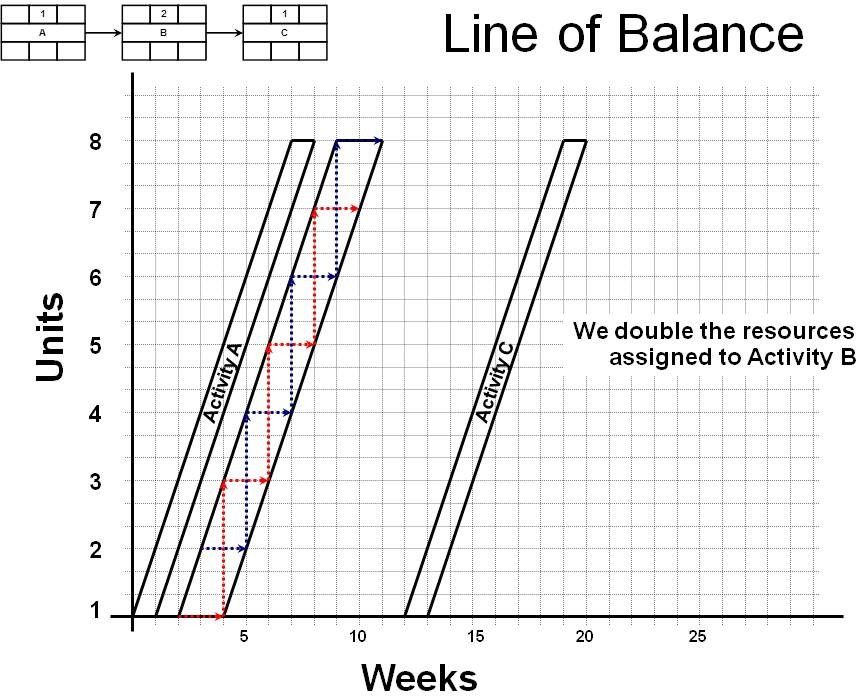 1
2
1
A
B
C
Line of Balance
8
7
6
5
4
3
2
1
Units
Activity A
Activity C
We double the resources
assigned to Activity B
5
10
15
20
25
Weeks